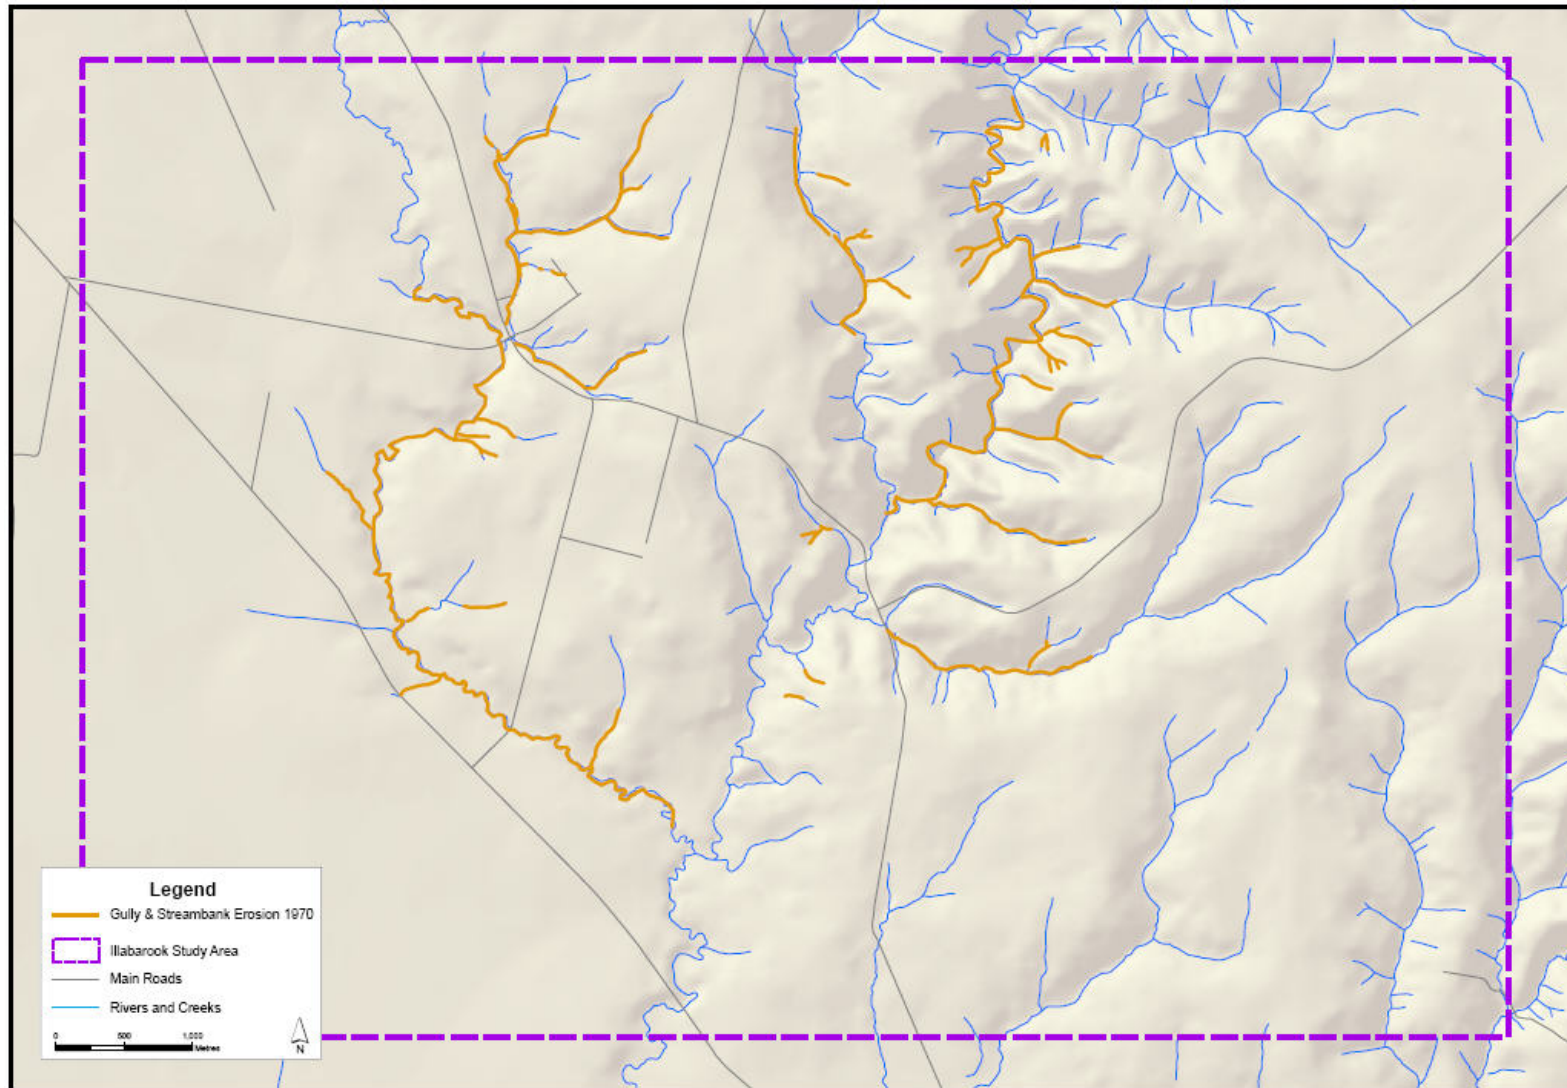 Legend
Gully & Streambank Erosion 1970
Illabarook Study Area
Main Roads
Rivers and Creeks
0 500 1,000
Metres
N